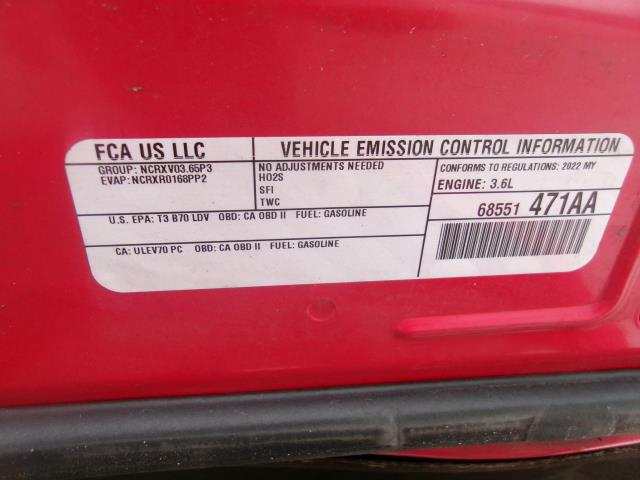 FCA US LLC
VEHICLE EMISSION CONTROL INFORMATION
GROUP: NCRXV03.65P3
EVAP: NCRXR0168PP2
NO ADJUSTMENTS NEEDED
HO2S
SFI
TWC
CONFORMS TO REGULATIONS: 2022 MY
ENGINE: 3.6L
U.S. EPA: T3 B70 LDV OBD: CA OBD II FUEL: GASOLINE
CA: ULEV70 PC OBD: CA OBD II FUEL: GASOLINE
68551 471AA